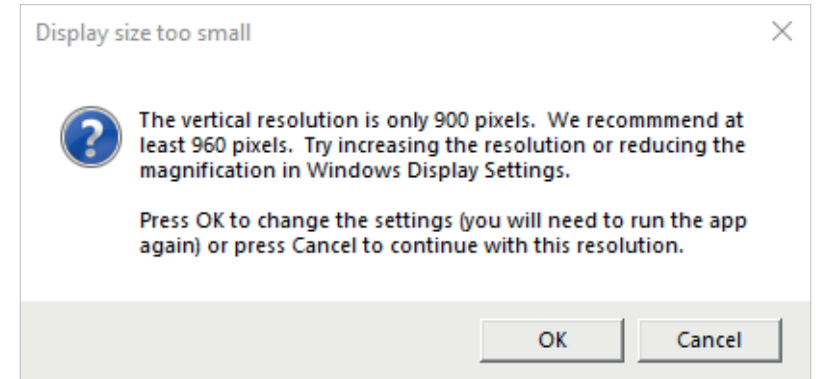 Display size too small
The vertical resolution is only 900 pixels.  We recommmend at
least 960 pixels.  Try increasing the resolution or reducing the
magnification in Windows Display Settings.
Press OK to change the settings (you will need to run the app
again) or press Cancel to continue with this resolution.
OK
Cancel